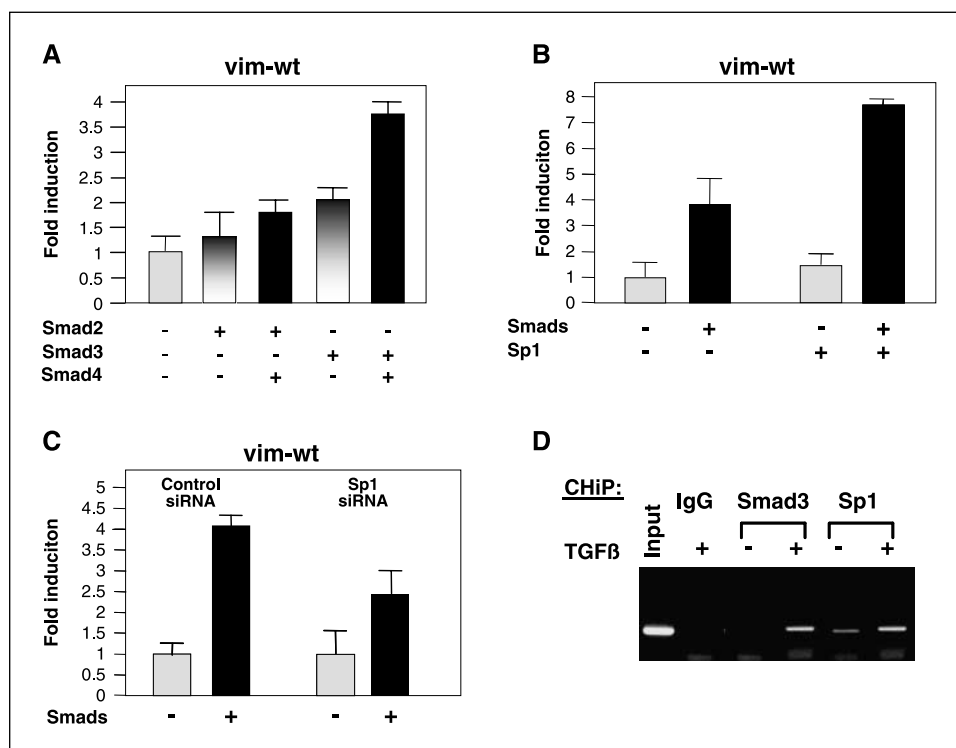 A
vim-wt
Fold induction
4
3.5
3
2.5
2
1.5
1
0.5
0
Smad2 - + + - -
Smad3 - - - + +
Smad4 - - + - +
B
vim-wt
Fold induciton
8
7
6
5
4
3
2
1
0
Smads - + - +
Sp1 - - + +
C
vim-wt
Fold induciton
5
4.5
4
3.5
3
2.5
2
1.5
1
0.5
0
Control
siRNA
Sp1
siRNA
Smads - + - +
D
CHiP: Input IgG Smad3 Sp1
TGFß + - + - +